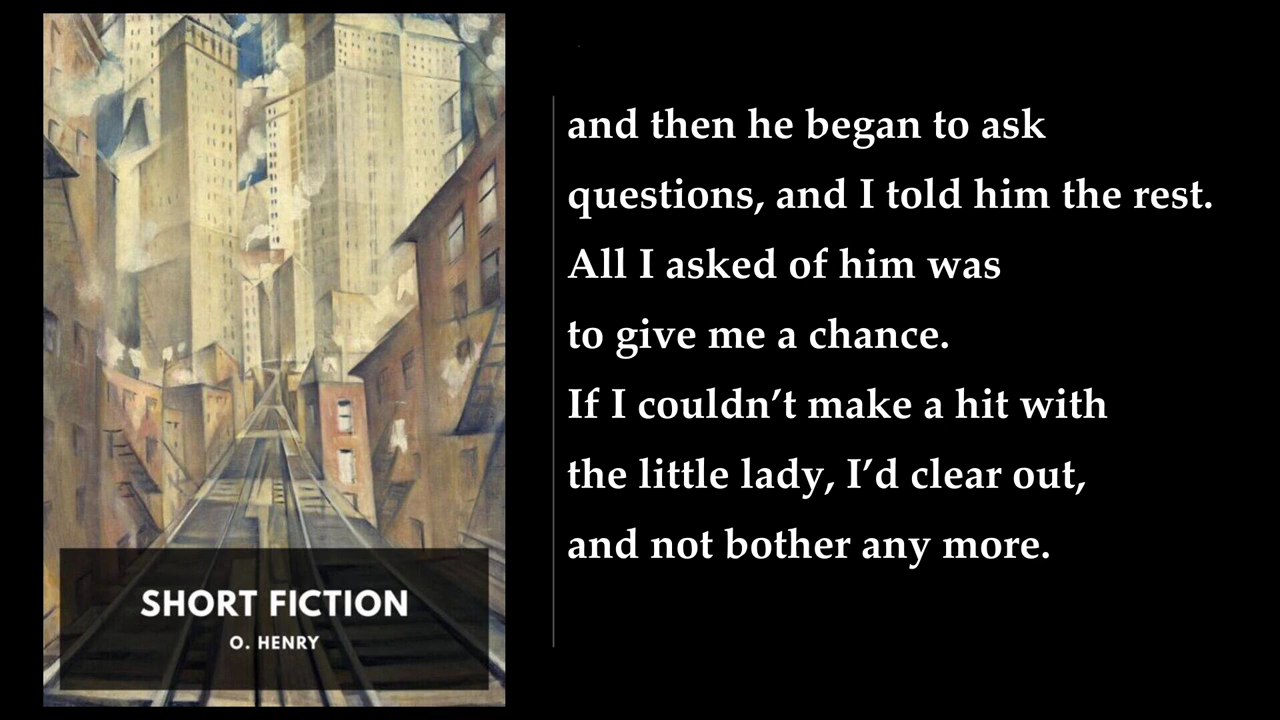 SHORT FICTION
O. HENRY
and then he began to ask
questions, and I told him the rest.
All I asked of him was
to give me a chance.
If I couldn’t make a hit with
the little lady, I’d clear out,
and not bother any more.